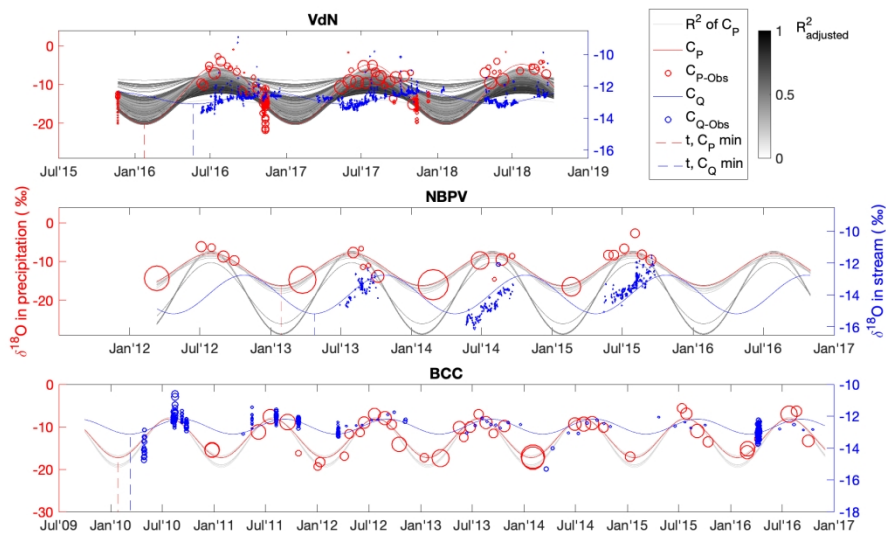 VdN
0
-10
-20
-10
-12
-14
-16
Jul'15 Jan'16 Jul'16 Jan'17 Jul'17 Jan'18 Jul'18 Jan'19
R² of C_P
C_P
C_P-Obs
C_Q
C_Q-Obs
t, C_P min
t, C_Q min
1
0.5
0
R²adjusted
δ¹⁸O in precipitation ( ‰)
NBPV
0
-10
-20
-10
-12
-14
-16
Jan'12 Jul'12 Jan'13 Jul'13 Jan'14 Jul'14 Jan'15 Jul'15 Jan'16 Jul'16 Jan'17
δ¹⁸O in stream ( ‰)
BCC
0
-10
-20
-30
-10
-12
-14
-16
-18
Jul'09 Jan'10 Jul'10 Jan'11 Jul'11 Jan'12 Jul'12 Jan'13 Jul'13 Jan'14 Jul'14 Jan'15 Jul'15 Jan'16 Jul'16 Jan'17